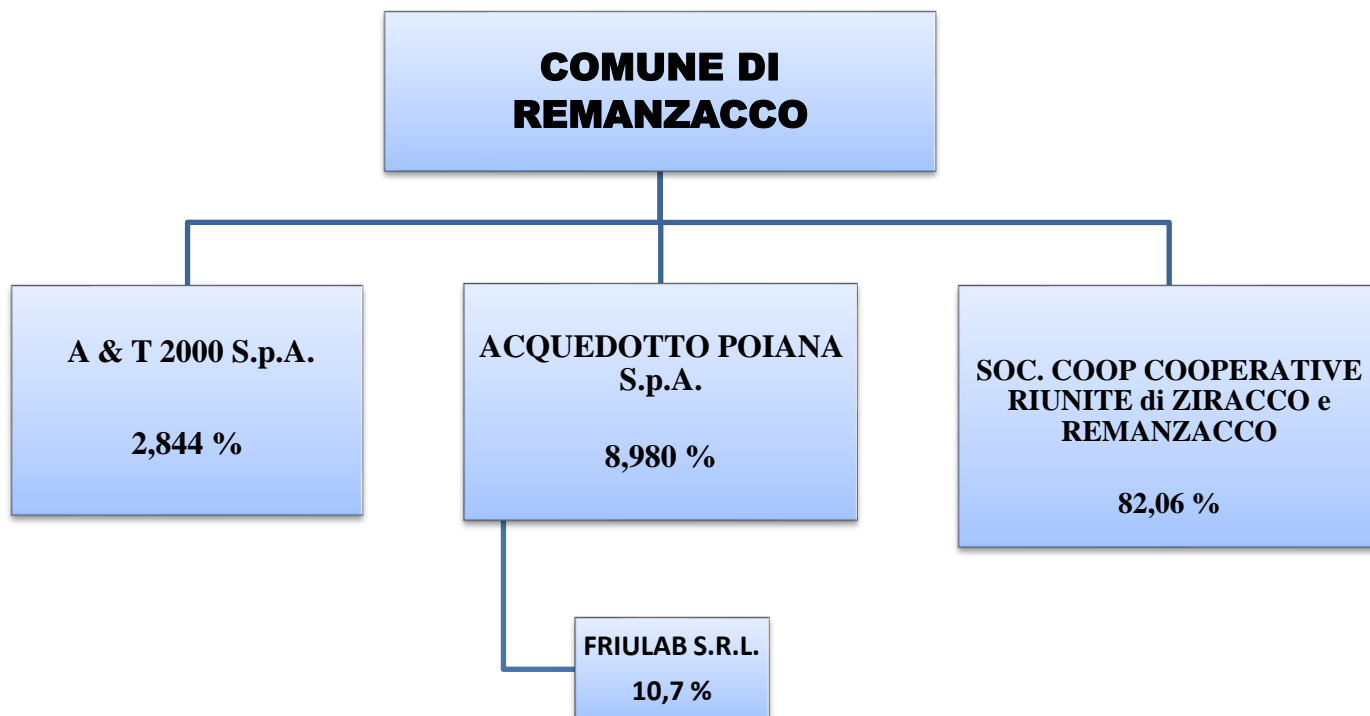 COMUNE DI
REMANZACCO
A & T 2000 S.p.A.
2,844 %
ACQUEDOTTO POIANA
S.p.A.
8,980 %
SOC. COOP COOPERATIVE
RIUNITE di ZIRACCO e
REMANZACCO
82,06 %
FRIULAB S.R.L.
10,7 %